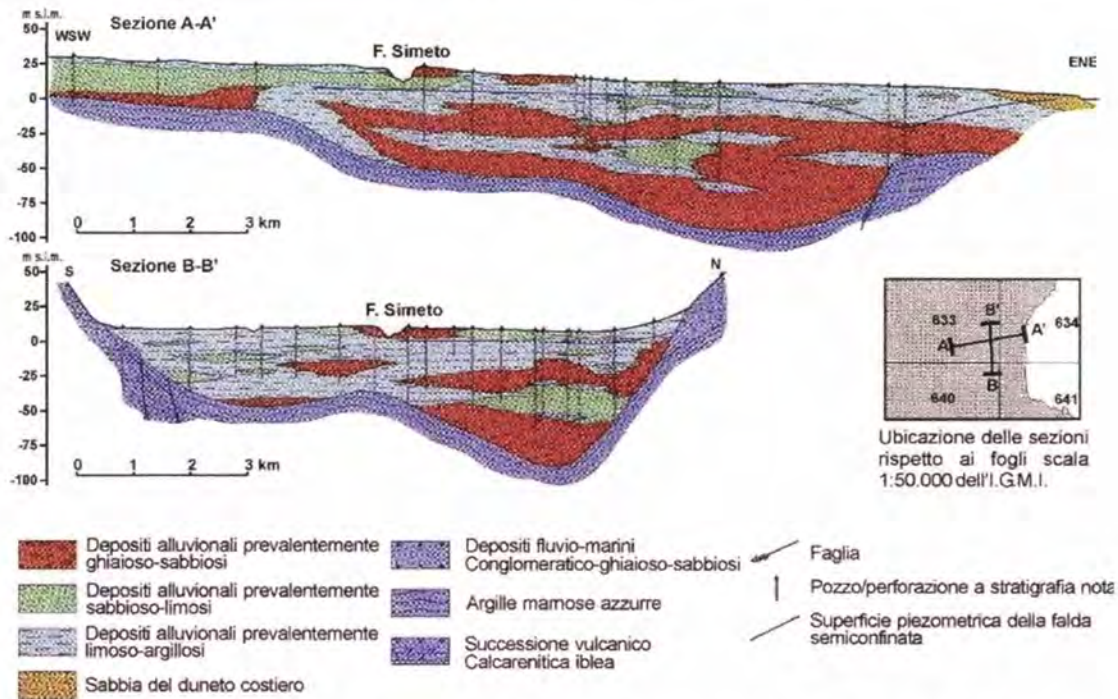 m s.l.m.
Sezione A-A'
50
WSW
F. Simeto
ENE
25
0
-25
-50
-75
-100
0 1 2 3 km
m s.l.m.
Sezione B-B'
50
S
N
F. Simeto
25
0
-25
-50
-75
-100
0 1 2 3 km
633
B'
A'
634
A
B
640
641
Ubicazione delle sezioni
rispetto ai fogli scala
1:50.000 dell'I.G.M.I.
Depositi alluvionali prevalentemente
ghiaioso-sabbiosi
Depositi alluvionali prevalentemente
sabbioso-limosi
Depositi alluvionali prevalentemente
limoso-argillosi
Sabbia del duneto costiero
Depositi fluvio-marini
Conglomeratico-ghiaioso-sabbiosi
Argille marnose azzurre
Successione vulcanico
Calcarenitica iblea
Faglia
Pozzo/perforazione a stratigrafia nota
Superficie piezometrica della falda
semiconfinata